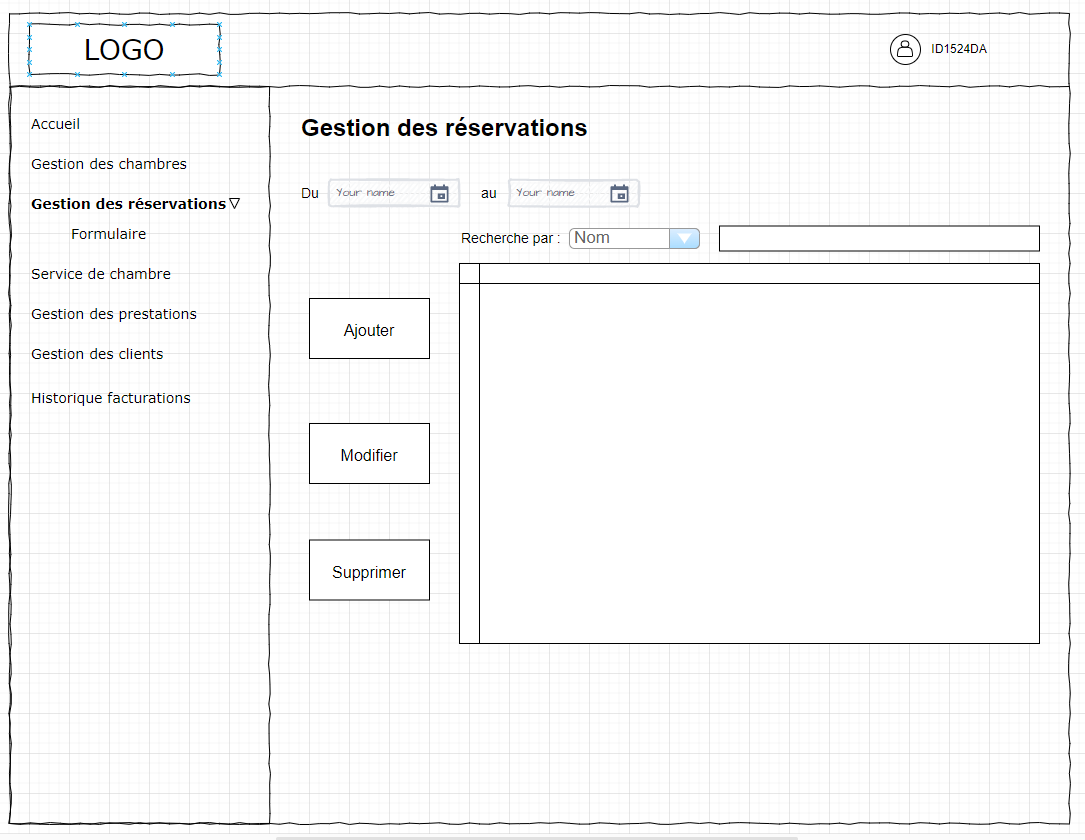 LOGO
ID1524DA
Accueil
Gestion des chambres
Gestion des réservations
Formulaire
Service de chambre
Gestion des prestations
Gestion des clients
Historique facturations
Gestion des réservations
Du Your name au Your name
Recherche par : Nom
Ajouter
Modifier
Supprimer